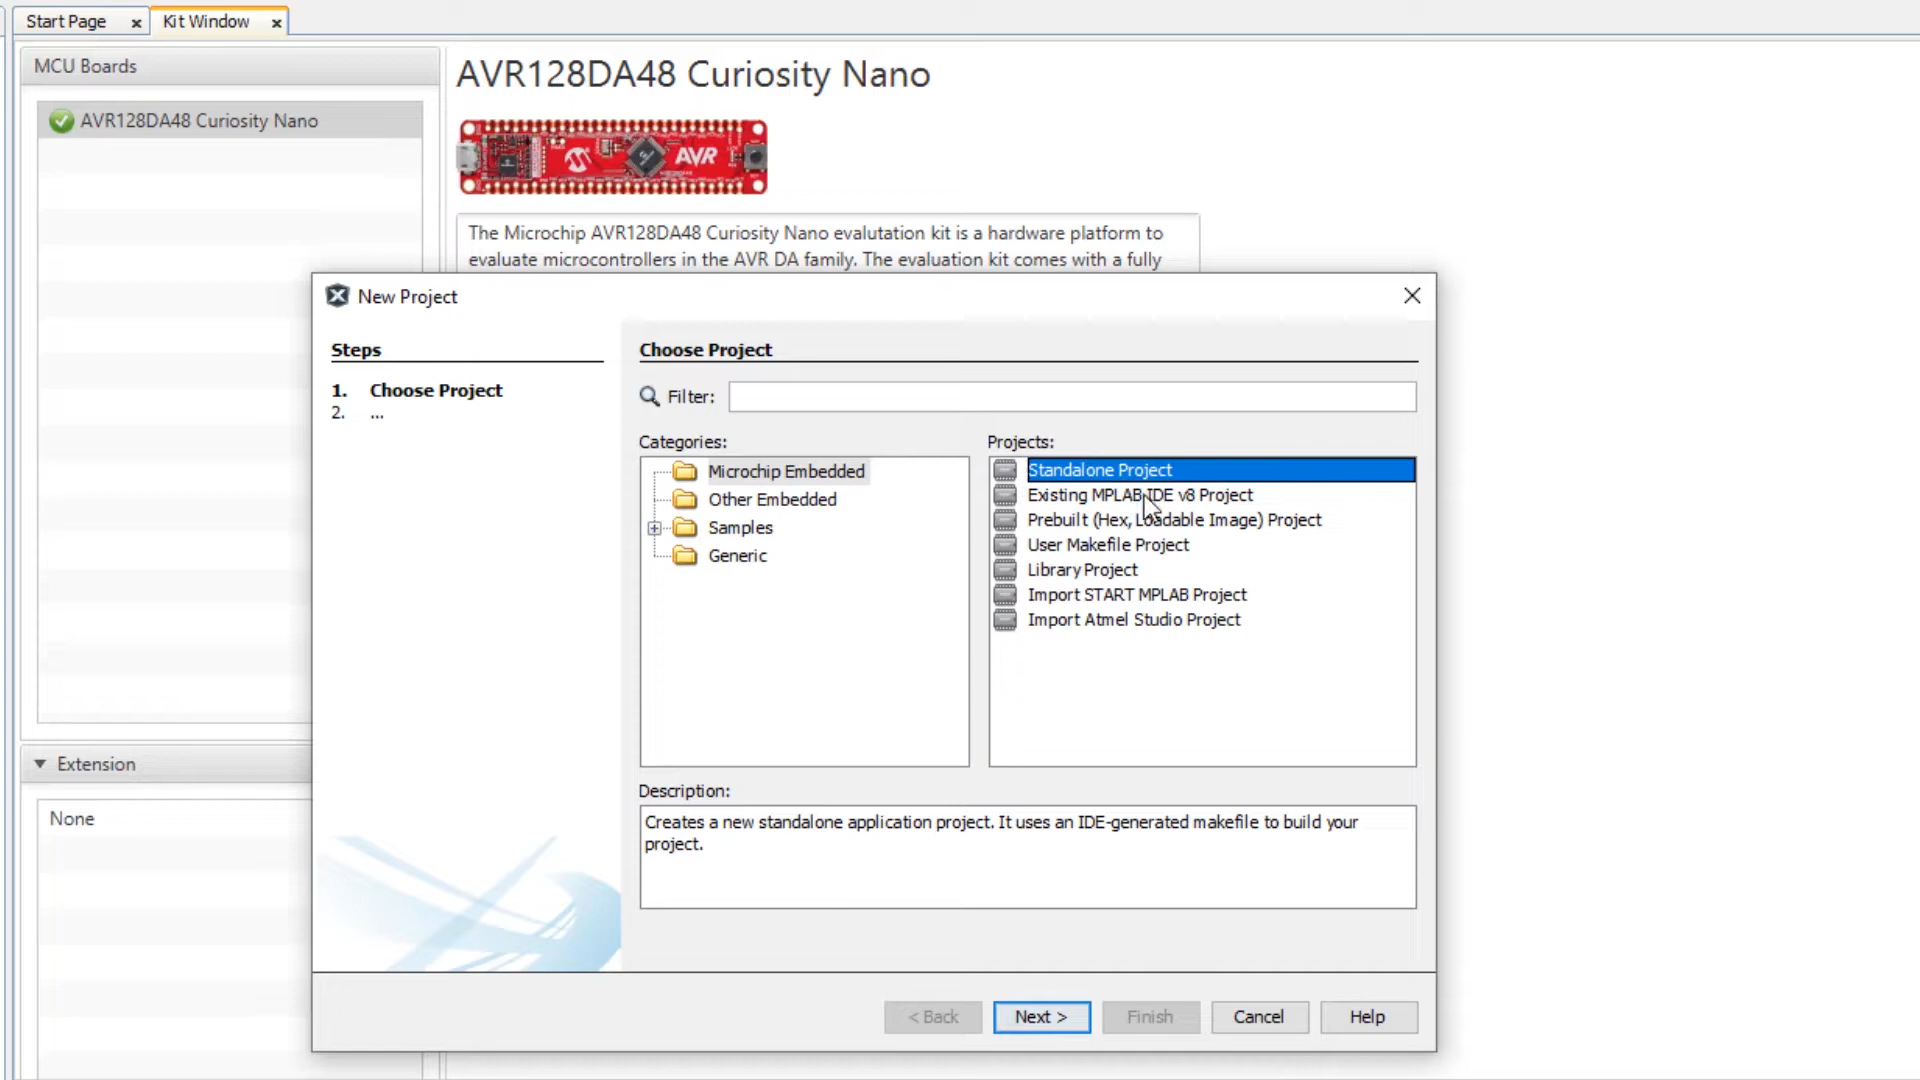 Start Page
Kit Window
MCU Boards
AVR128DA48 Curiosity Nano
AVR128DA48 Curiosity Nano
AVR
The Microchip AVR128DA48 Curiosity Nano evalutation kit is a hardware platform to
evaluate microcontrollers in the AVR DA family. The evaluation kit comes with a fully
New Project
Steps
1. Choose Project
2. ...
Choose Project
Filter:
Categories:
Microchip Embedded
Other Embedded
Samples
Generic
Projects:
Standalone Project
Existing MPLAB IDE v8 Project
Prebuilt (Hex, Loadable Image) Project
User Makefile Project
Library Project
Import START MPLAB Project
Import Atmel Studio Project
Description:
Creates a new standalone application project. It uses an IDE-generated makefile to build your
project.
Extension
None
< Back
Next >
Finish
Cancel
Help